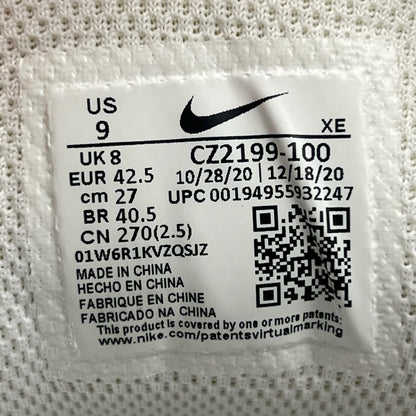 US
9
XE
UK 8 CZ2199-100
EUR 42.5 10/28/20 | 12/18/20
cm 27 UPC 00194955932247
BR 40.5
CN 270(2.5)
01W6R1KVZQSJZ
MADE IN CHINA
HECHO EN CHINA
FABRIQUE EN CHINE
FABRICADO NA CHINA
This product is covered by one or more patents:
www.nike.com/patentsvirtualmarking